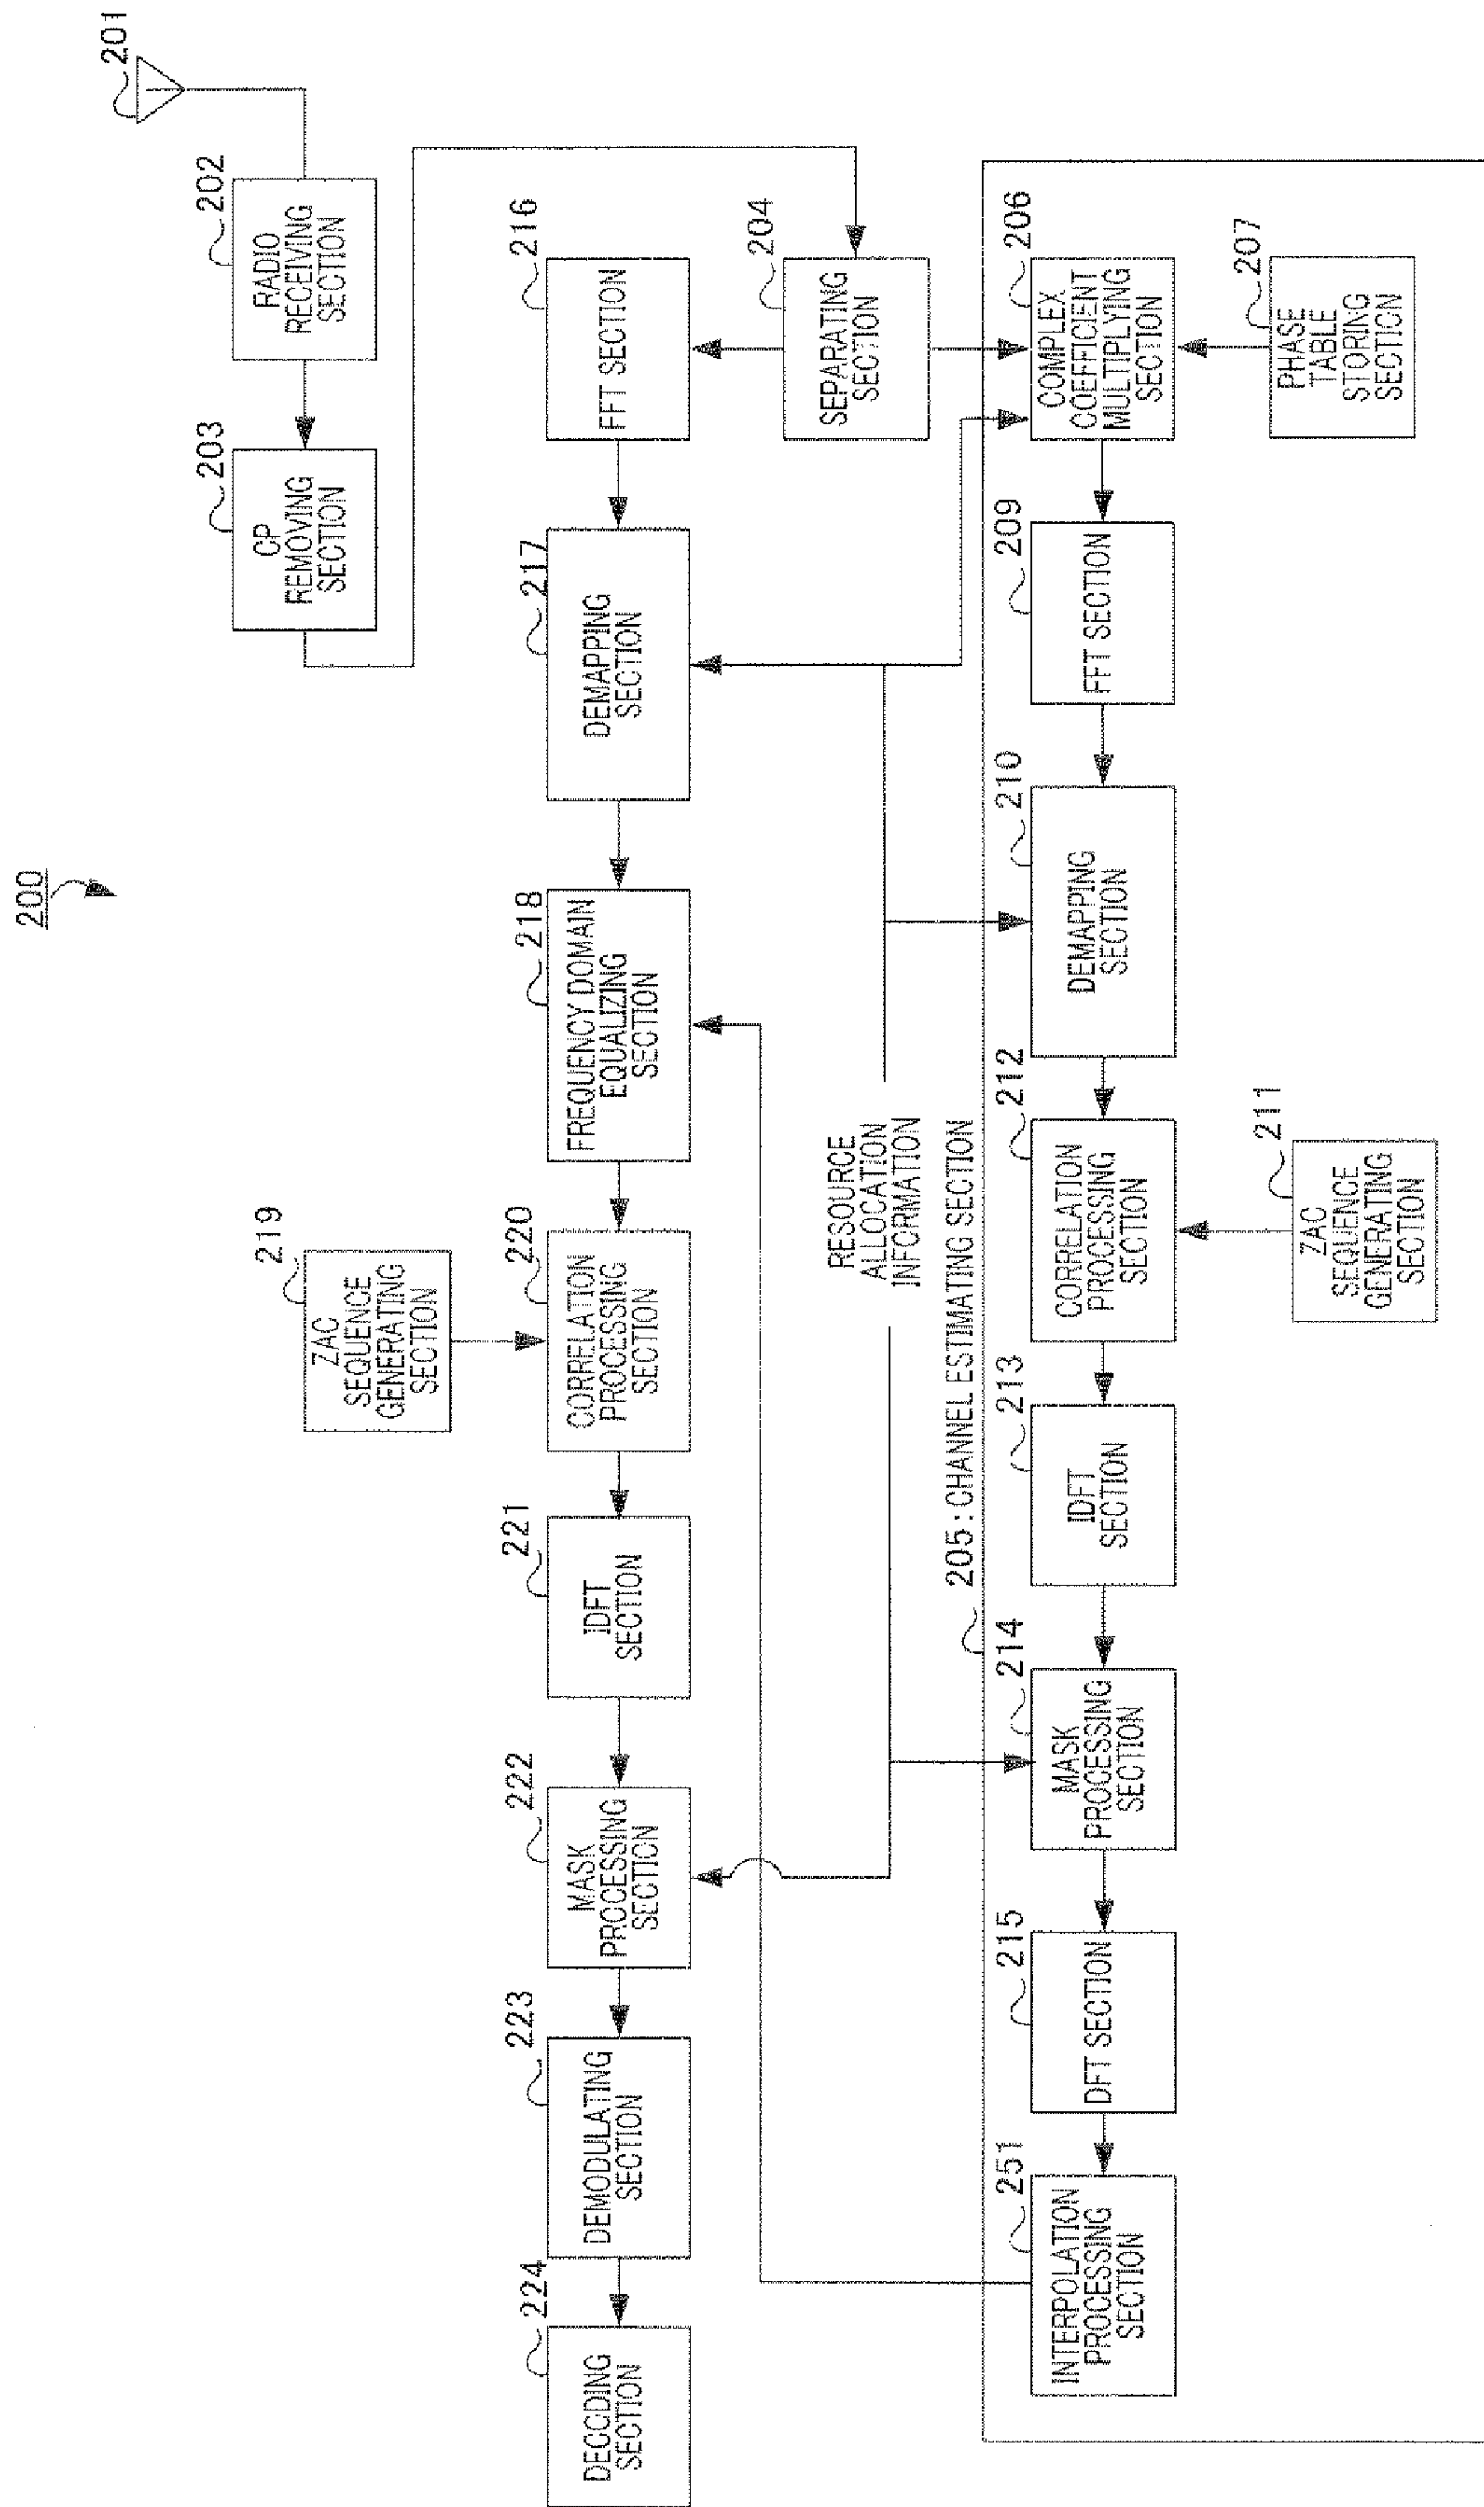 200
201
202
RADIO
RECEIVING
SECTION
203
CP
REMOVING
SECTION
204
SEPARATING
SECTION
216
FFT SECTION
217
DEMAPPING
SECTION
218
FREQUENCY DOMAIN
EQUALIZING
SECTION
219
ZAC
SEQUENCE
GENERATING
SECTION
220
CORRELATION
PROCESSING
SECTION
221
IDFT
SECTION
222
MASK
PROCESSING
SECTION
223
DEMODULATING
SECTION
224
DECODING
SECTION
RESOURCE
ALLOCATION
INFORMATION
205 : CHANNEL ESTIMATING SECTION
206
COMPLEX
COEFFICIENT
MULTIPLYING
SECTION
207
PHASE
TABLE
STORING
SECTION
209
FFT SECTION
210
DEMAPPING
SECTION
211
ZAC
SEQUENCE
GENERATING
SECTION
212
CORRELATION
PROCESSING
SECTION
213
IDFT
SECTION
214
MASK
PROCESSING
SECTION
215
DFT SECTION
251
INTERPOLATION
PROCESSING
SECTION